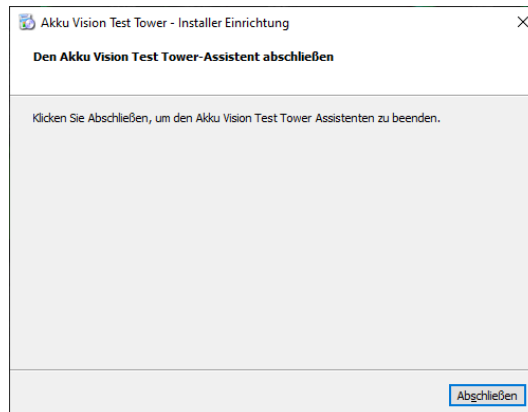 Akku Vision Test Tower - Installer Einrichtung
Den Akku Vision Test Tower-Assistent abschließen
Klicken Sie Abschließen, um den Akku Vision Test Tower Assistenten zu beenden.
Abschließen